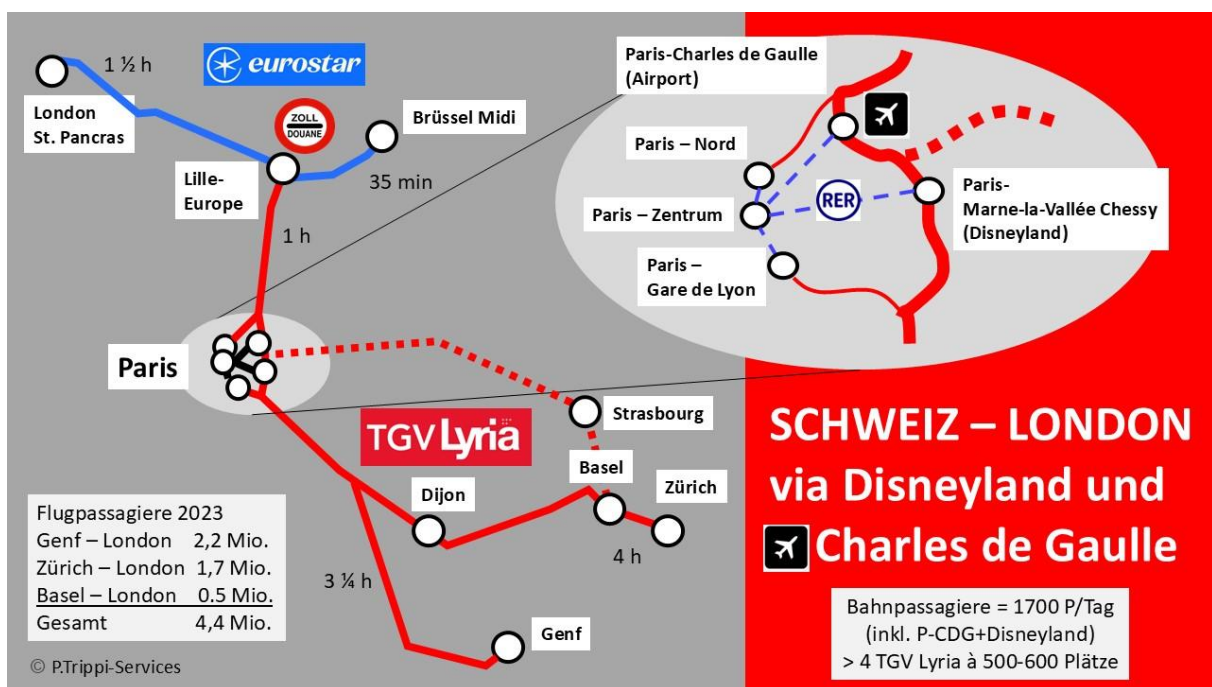 1 ½ h
eurostar
London
St. Pancras
ZOLL
DOUANE
Brüssel Midi
Lille-
Europe
35 min
1 h
Paris
Strasbourg
TGV Lyria
Basel
Zürich
Dijon
4 h
3 ¼ h
Genf
Flugpassagiere 2023
Genf – London 2,2 Mio.
Zürich – London 1,7 Mio.
Basel – London 0.5 Mio.
Gesamt 4,4 Mio.
© P.Trippi-Services
Paris-Charles de Gaulle
(Airport)
Paris – Nord
RER
Paris – Zentrum
Paris-
Marne-la-Vallée Chessy
(Disneyland)
Paris –
Gare de Lyon
SCHWEIZ – LONDON
via Disneyland und
Charles de Gaulle
Bahnpassagiere = 1700 P/Tag
(inkl. P-CDG+Disneyland)
> 4 TGV Lyria à 500-600 Plätze